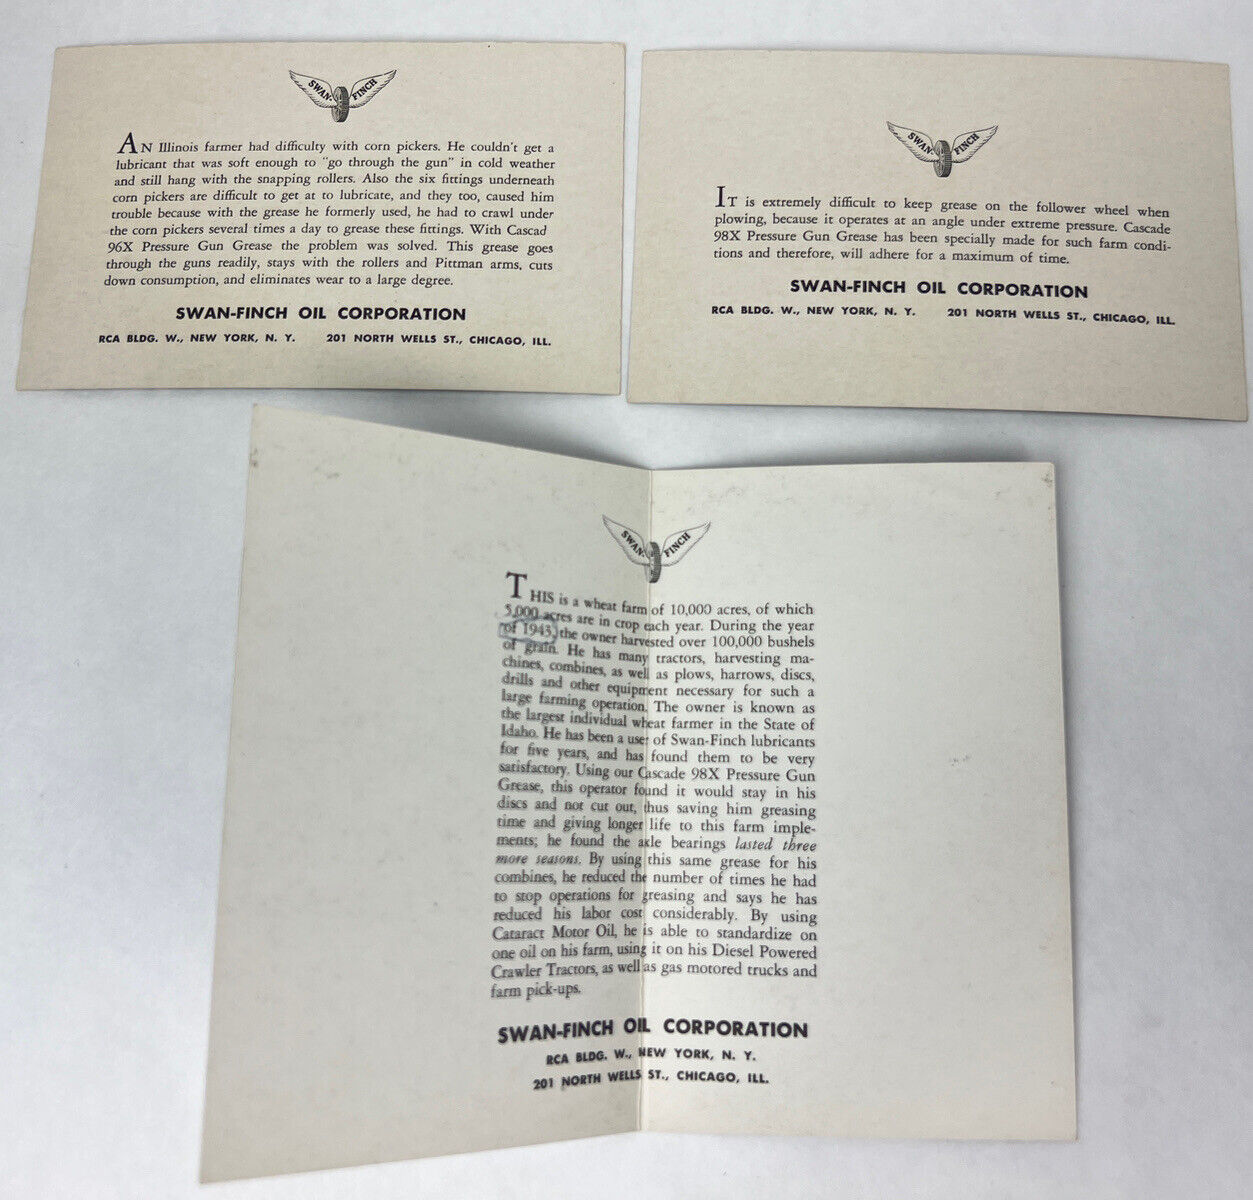 SWAN-FINCH
AN Illinois farmer had difficulty with corn pickers. He couldn't get a
lubricant that was soft enough to "go through the gun" in cold weather
and still hang with the snapping rollers. Also the six fittings underneath
corn pickers are difficult to get at to lubricate, and they too, caused him
trouble because with the grease he formerly used, he had to crawl under
the corn pickers several times a day to grease these fittings. With Cascad
96X Pressure Gun Grease the problem was solved. This grease goes
through the guns readily, stays with the rollers and Pittman arms, cuts
down consumption, and eliminates wear to a large degree.
SWAN-FINCH OIL CORPORATION
RCA BLDG. W., NEW YORK, N. Y. 201 NORTH WELLS ST., CHICAGO, ILL.
SWAN-FINCH
IT is extremely difficult to keep grease on the follower wheel when
plowing, because it operates at an angle under extreme pressure. Cascade
98X Pressure Gun Grease has been specially made for such farm condi-
tions and therefore, will adhere for a maximum of time.
SWAN-FINCH OIL CORPORATION
RCA BLDG. W., NEW YORK, N. Y. 201 NORTH WELLS ST., CHICAGO, ILL.
SWAN-FINCH
THIS is a wheat farm of 10,000 acres, of which
5,000 acres are in crop each year. During the year
of 1943, the owner harvested over 100,000 bushels
of grain. He has many tractors, harvesting ma-
chines, combines, as well as plows, harrows, discs,
drills and other equipment necessary for such a
large farming operation. The owner is known as
the largest individual wheat farmer in the State of
Idaho. He has been a user of Swan-Finch lubricants
for five years, and has found them to be very
satisfactory. Using our Cascade 98X Pressure Gun
Grease, this operator found it would stay in his
discs and not cut out, thus saving him greasing
time and giving longer life to this farm imple-
ments; he found the axle bearings lasted three
more seasons. By using this same grease for his
combines, he reduced the number of times he had
to stop operations for greasing and says he has
reduced his labor cost considerably. By using
Cataract Motor Oil, he is able to standardize on
one oil on his farm, using it on his Diesel Powered
Crawler Tractors, as well as gas motored trucks and
farm pick-ups.
SWAN-FINCH OIL CORPORATION
RCA BLDG. W., NEW YORK, N. Y.
201 NORTH WELLS ST., CHICAGO, ILL.